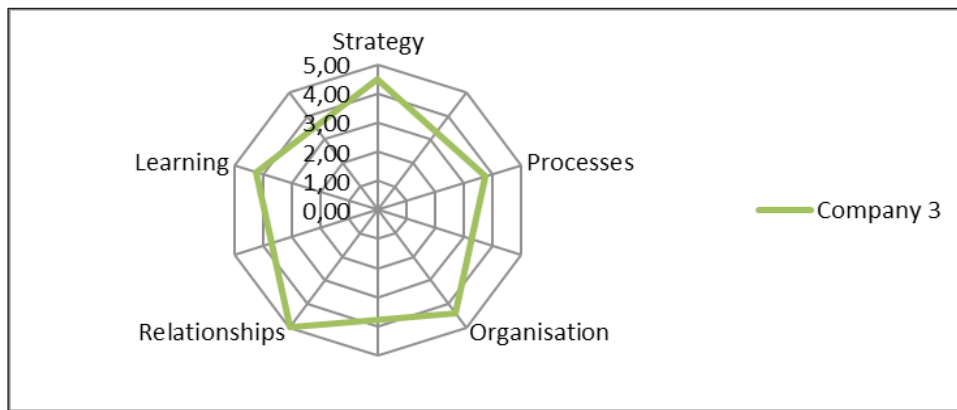 Strategy
5,00
4,00
3,00
2,00
1,00
0,00
Learning
Processes
Company 3
Relationships
Organisation